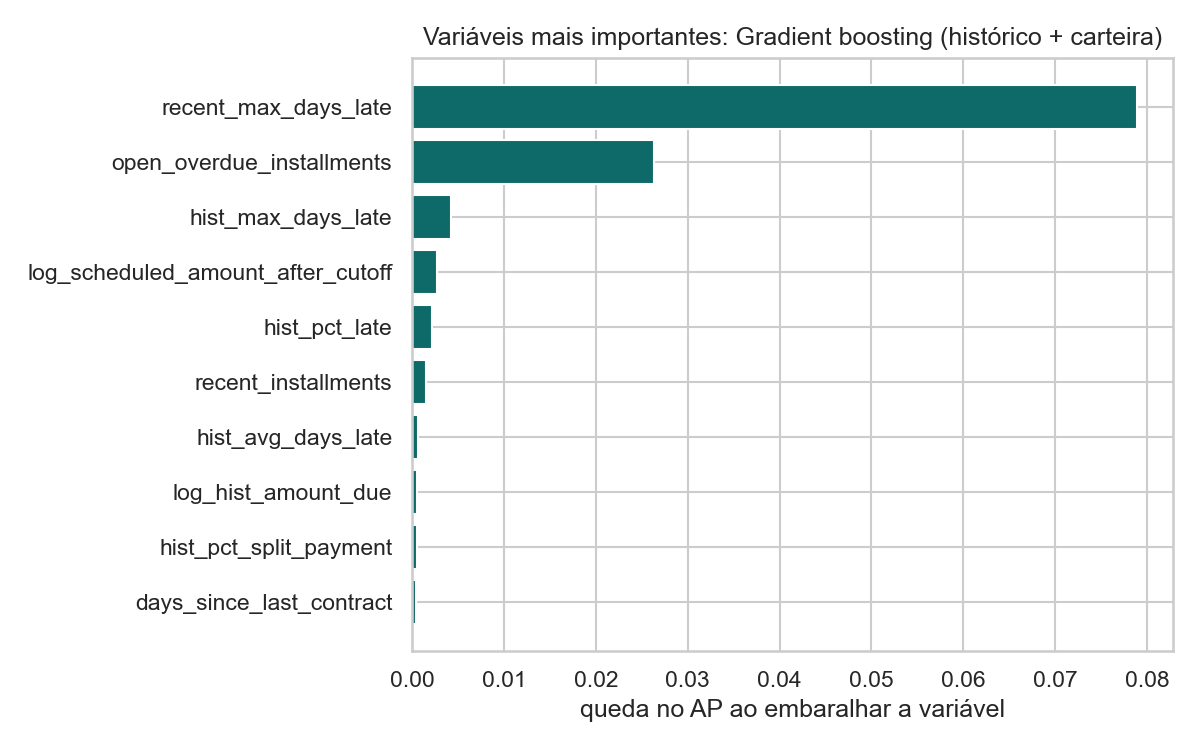 Variáveis mais importantes: Gradient boosting (histórico + carteira)
recent_max_days_late
open_overdue_installments
hist_max_days_late
log_scheduled_amount_after_cutoff
hist_pct_late
recent_installments
hist_avg_days_late
log_hist_amount_due
hist_pct_split_payment
days_since_last_contract
0.00 0.01 0.02 0.03 0.04 0.05 0.06 0.07 0.08
queda no AP ao embaralhar a variável